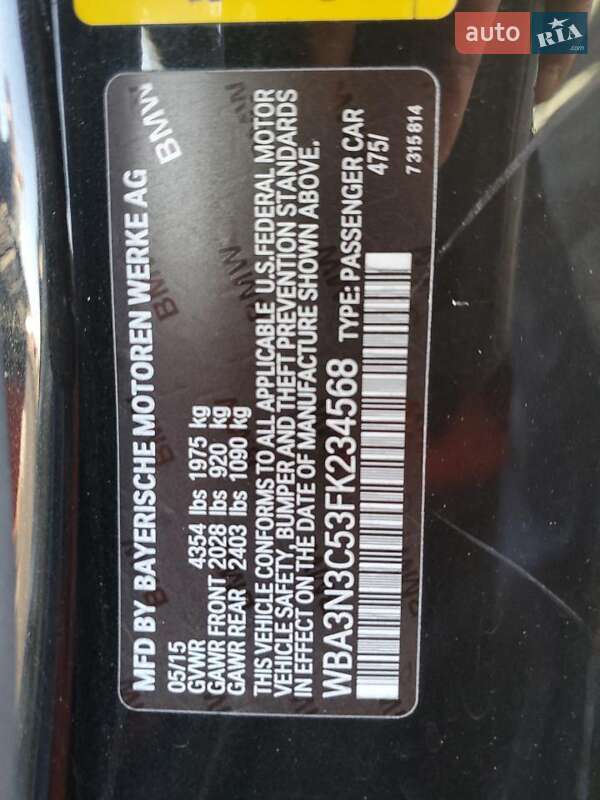 auto RIA .com
MFD BY BAYERISCHE MOTOREN WERKE AG
05/15
GVWR 4354 lbs 1975 kg
GAWR FRONT 2028 lbs 920 kg
GAWR REAR 2403 lbs 1090 kg
THIS VEHICLE CONFORMS TO ALL APPLICABLE U.S. FEDERAL MOTOR
VEHICLE SAFETY, BUMPER AND THEFT PREVENTION STANDARDS
IN EFFECT ON THE DATE OF MANUFACTURE SHOWN ABOVE.
WBA3N3C53FK234568 TYPE: PASSENGER CAR
475/
7 315 814
BMW
BMW
BMW